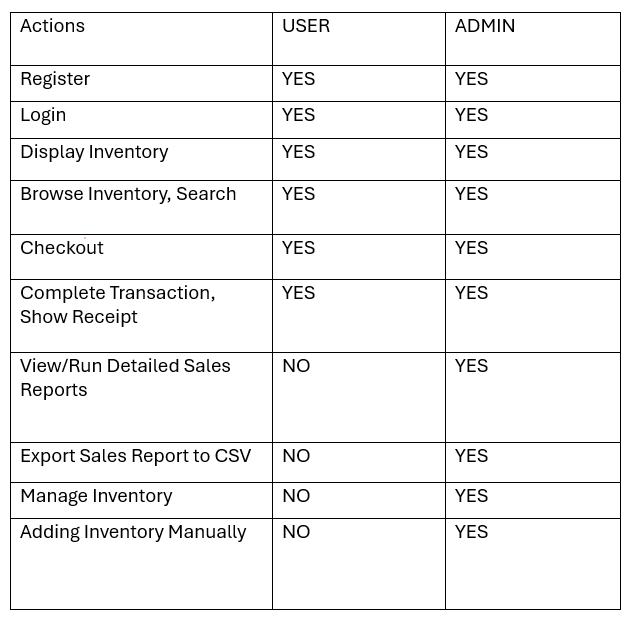 Actions USER ADMIN
Register YES YES
Login YES YES
Display Inventory YES YES
Browse Inventory, Search YES YES
Checkout YES YES
Complete Transaction, YES YES
Show Receipt
View/Run Detailed Sales NO YES
Reports
Export Sales Report to CSV NO YES
Manage Inventory NO YES
Adding Inventory Manually NO YES